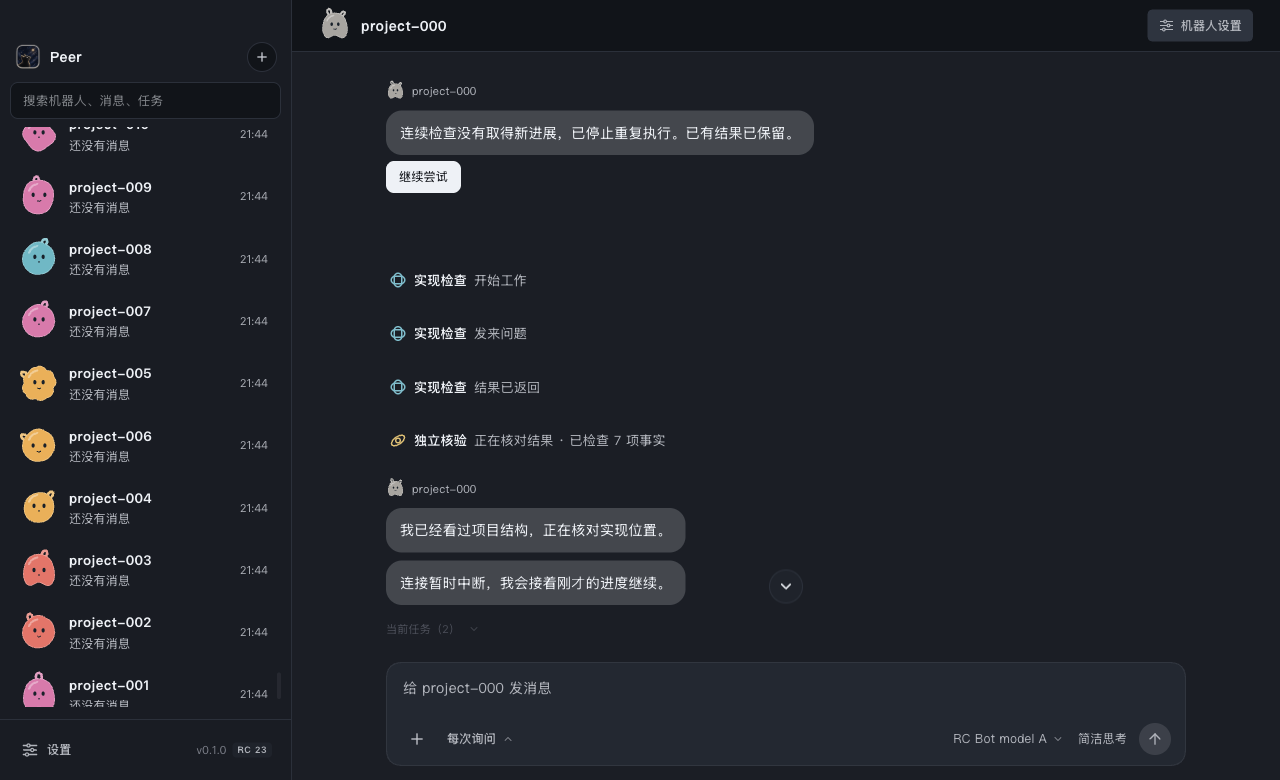 Peer
搜索机器人、消息、任务
21:44
还没有消息
project-009
21:44
还没有消息
project-008
21:44
还没有消息
project-007
21:44
还没有消息
project-005
21:44
还没有消息
project-006
21:44
还没有消息
project-004
21:44
还没有消息
project-003
21:44
还没有消息
project-002
21:44
还没有消息
project-001
21:44
还没有消息
设置
v0.1.0 RC 23
project-000
机器人设置
project-000
连续检查没有取得新进展，已停止重复执行。已有结果已保留。
继续尝试
实现检查 开始工作
实现检查 发来问题
实现检查 结果已返回
独立核验 正在核对结果 · 已检查 7 项事实
project-000
我已经看过项目结构，正在核对实现位置。
连接暂时中断，我会接着刚才的进度继续。
当前任务（2）
给 project-000 发消息
每次询问
RC Bot model A
简洁思考